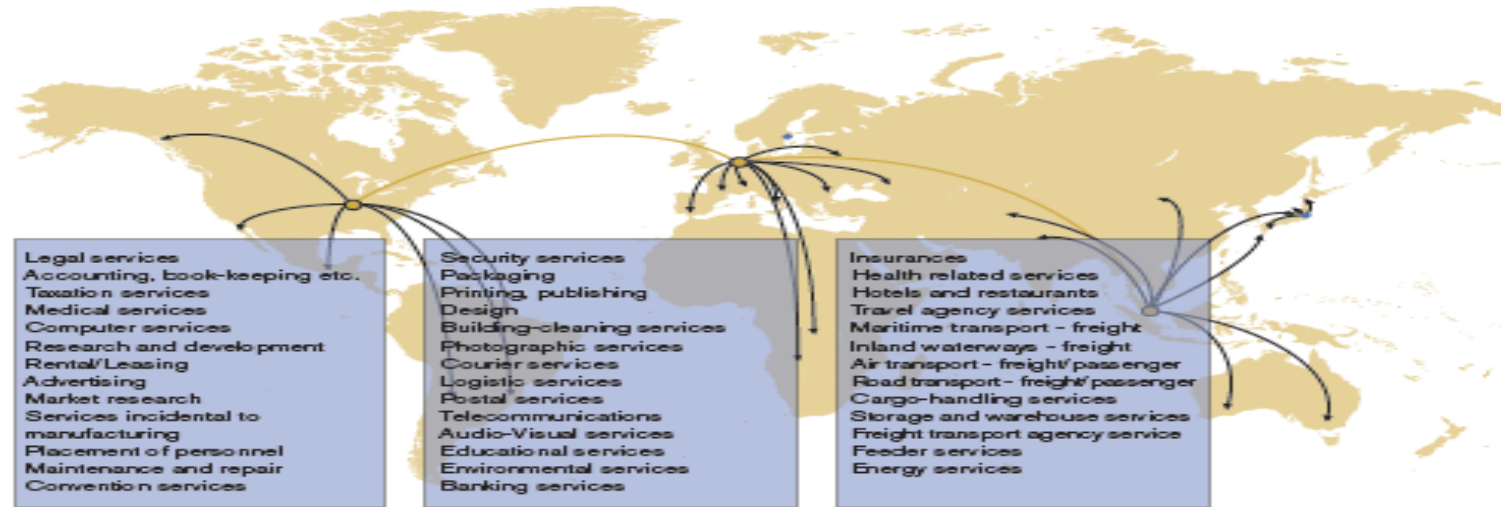 Legal services
Accounting, book-keeping etc.
Taxation services
Medical services
Computer services
Research and development
Rental/Leasing
Advertising
Market research
Services incidental to
manufacturing
Placement of personnel
Maintenance and repair
Convention services
Security services
Packaging
Printing, publishing
Design
Building-cleaning services
Photographic services
Courier services
Logistic services
Postal services
Telecommunications
Audio-Visual services
Educational services
Environmental services
Banking services
Insurances
Health related services
Hotels and restaurants
Travel agency services
Maritime transport - freight
Inland waterways - freight
Air transport - freight/passenger
Road transport - freight/passenger
Cargo-handling services
Storage and warehouse services
Freight transport agency service
Feeder services
Energy services